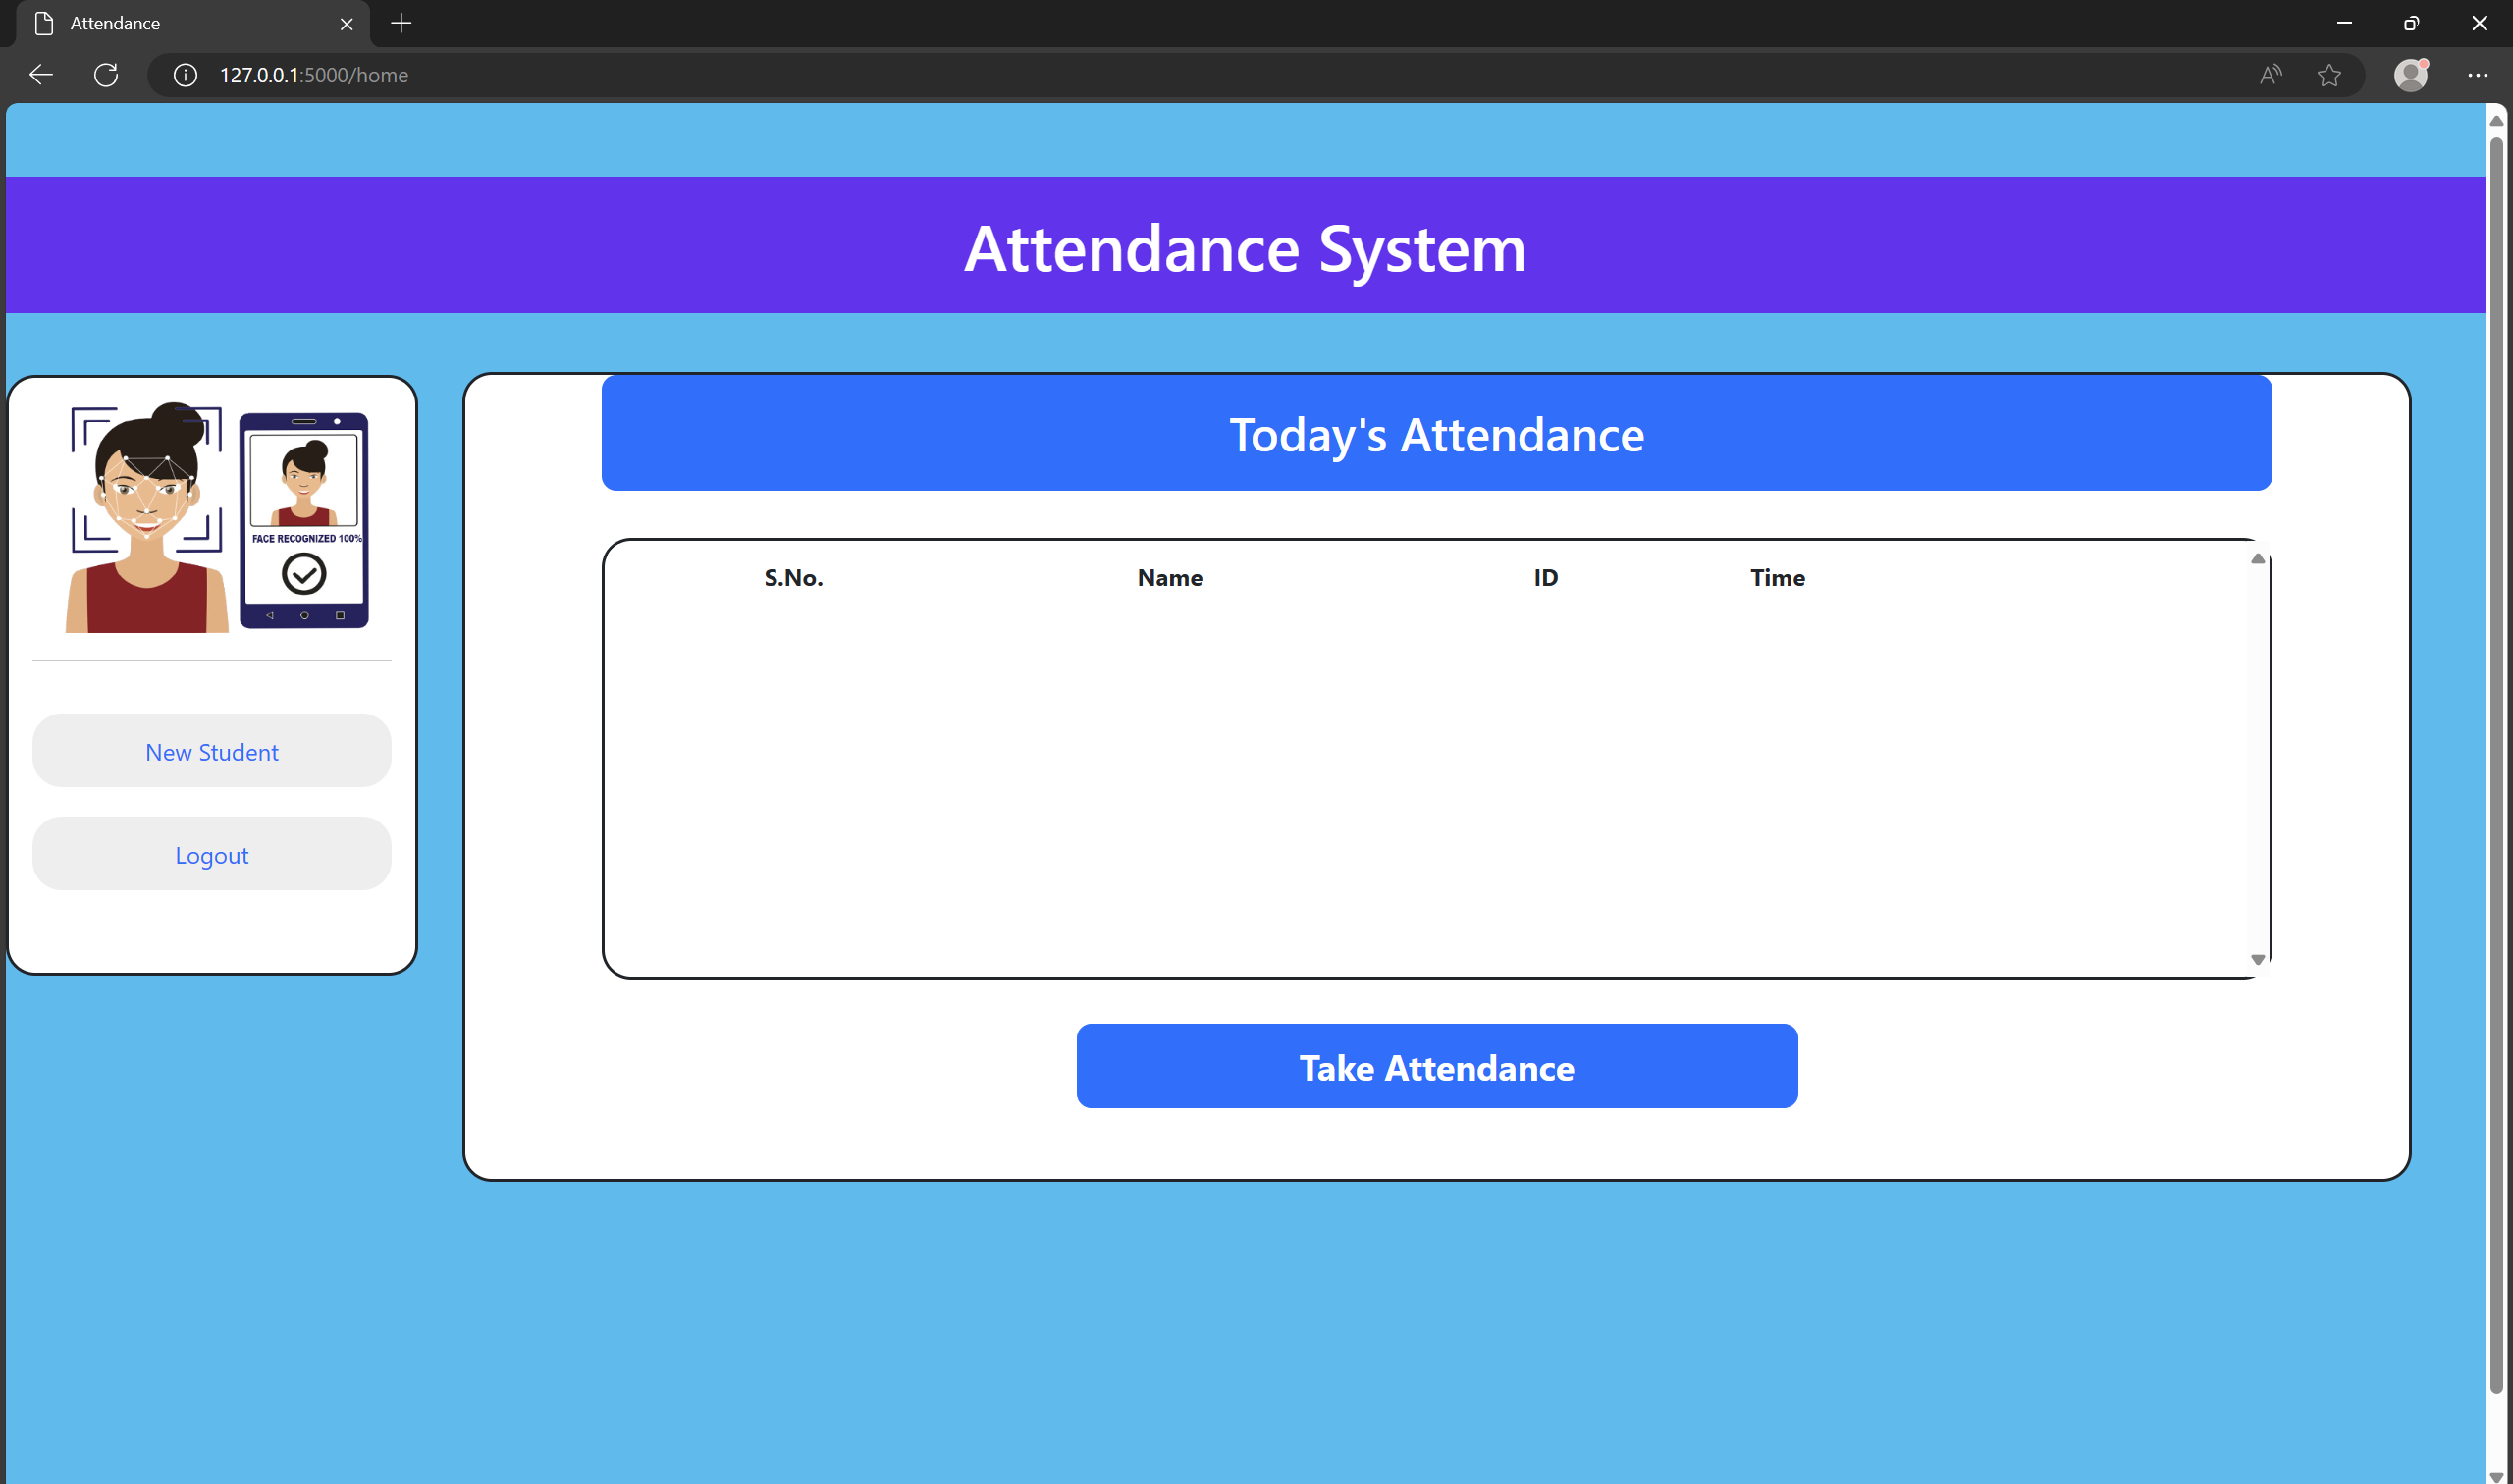 Attendance
127.0.0.1:5000/home
Attendance System
FACE RECOGNIZED 100%
New Student
Logout
Today's Attendance
S.No. Name ID Time
Take Attendance